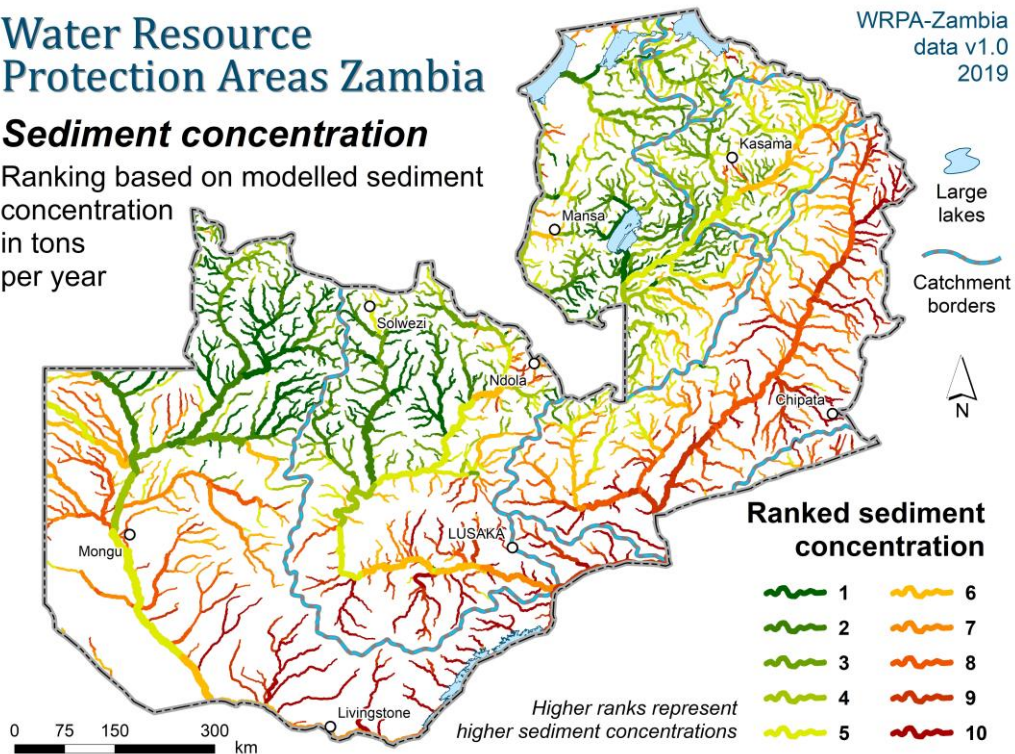 Water Resource
Protection Areas Zambia
Sediment concentration
Ranking based on modelled sediment
concentration
in tons
per year
WRPA-Zambia
data v1.0
2019
Large
lakes
Catchment
borders
N
Kasama
Mansa
Solwezi
Ndola
Chipata
Mongu
LUSAKA
Livingstone
Ranked sediment
concentration
1
2
3
4
5
6
7
8
9
10
Higher ranks represent
higher sediment concentrations
0 75 150 300 km